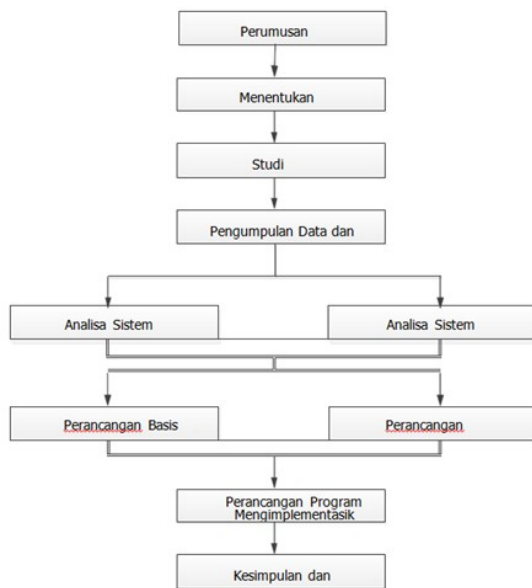 Perumusan
Menentukan
Studi
Pengumpulan Data dan
Analisa Sistem
Analisa Sistem
Perancangan Basis
Perancangan
Perancangan Program
Mengimplementasik
Kesimpulan dan